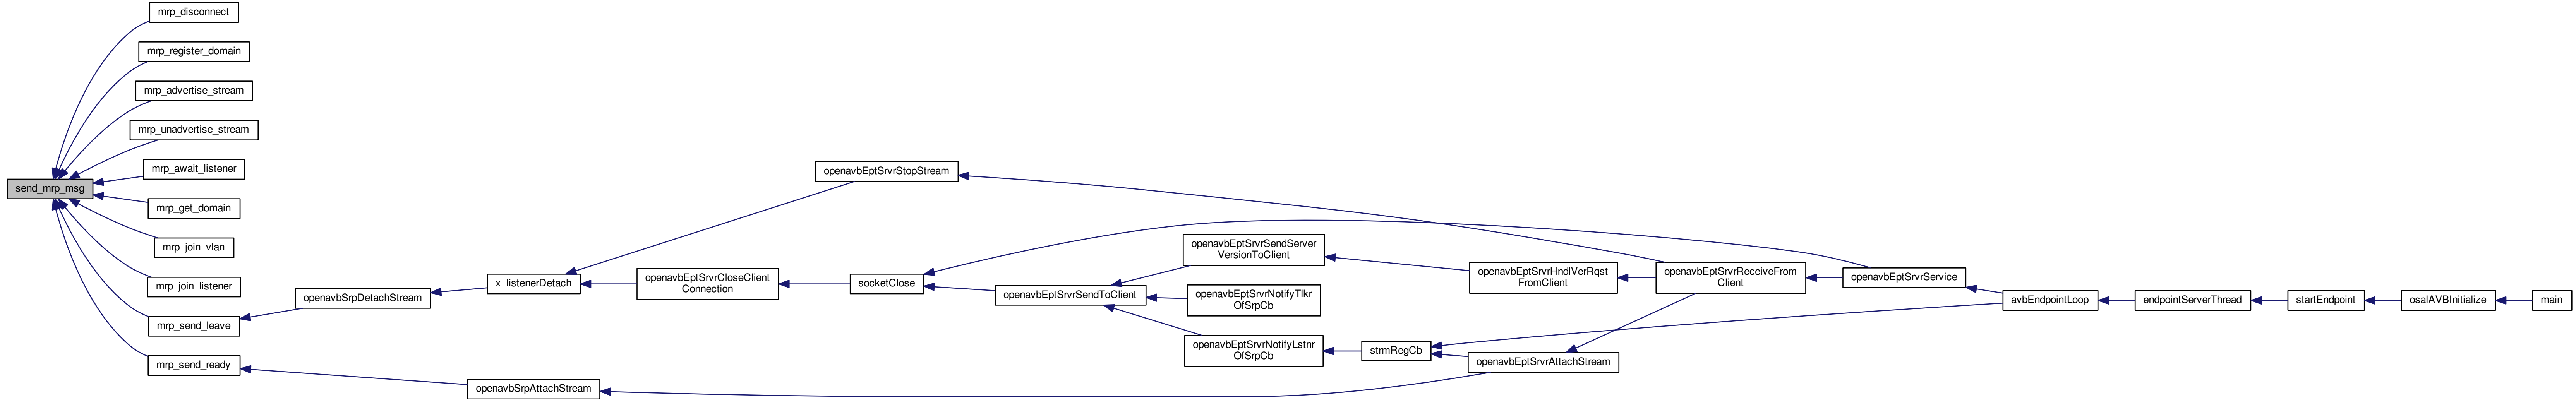 mrp_disconnect
mrp_register_domain
mrp_advertise_stream
mrp_unadvertise_stream
mrp_await_listener
send_mrp_msg
mrp_get_domain
mrp_join_vlan
mrp_join_listener
mrp_send_leave
mrp_send_ready
openavbSrpDetachStream
openavbSrpAttachStream
x_listenerDetach
openavbEptSrvrStopStream
openavbEptSrvrCloseClient
Connection
socketClose
openavbEptSrvrSendToClient
openavbEptSrvrSendServer
VersionToClient
openavbEptSrvrNotifyTlkr
OfSrpCb
openavbEptSrvrNotifyLstnr
OfSrpCb
strmRegCb
openavbEptSrvrHndlVerRqst
FromClient
openavbEptSrvrAttachStream
openavbEptSrvrReceiveFrom
Client
openavbEptSrvrService
avbEndpointLoop
endpointServerThread
startEndpoint
osalAVBInitialize
main